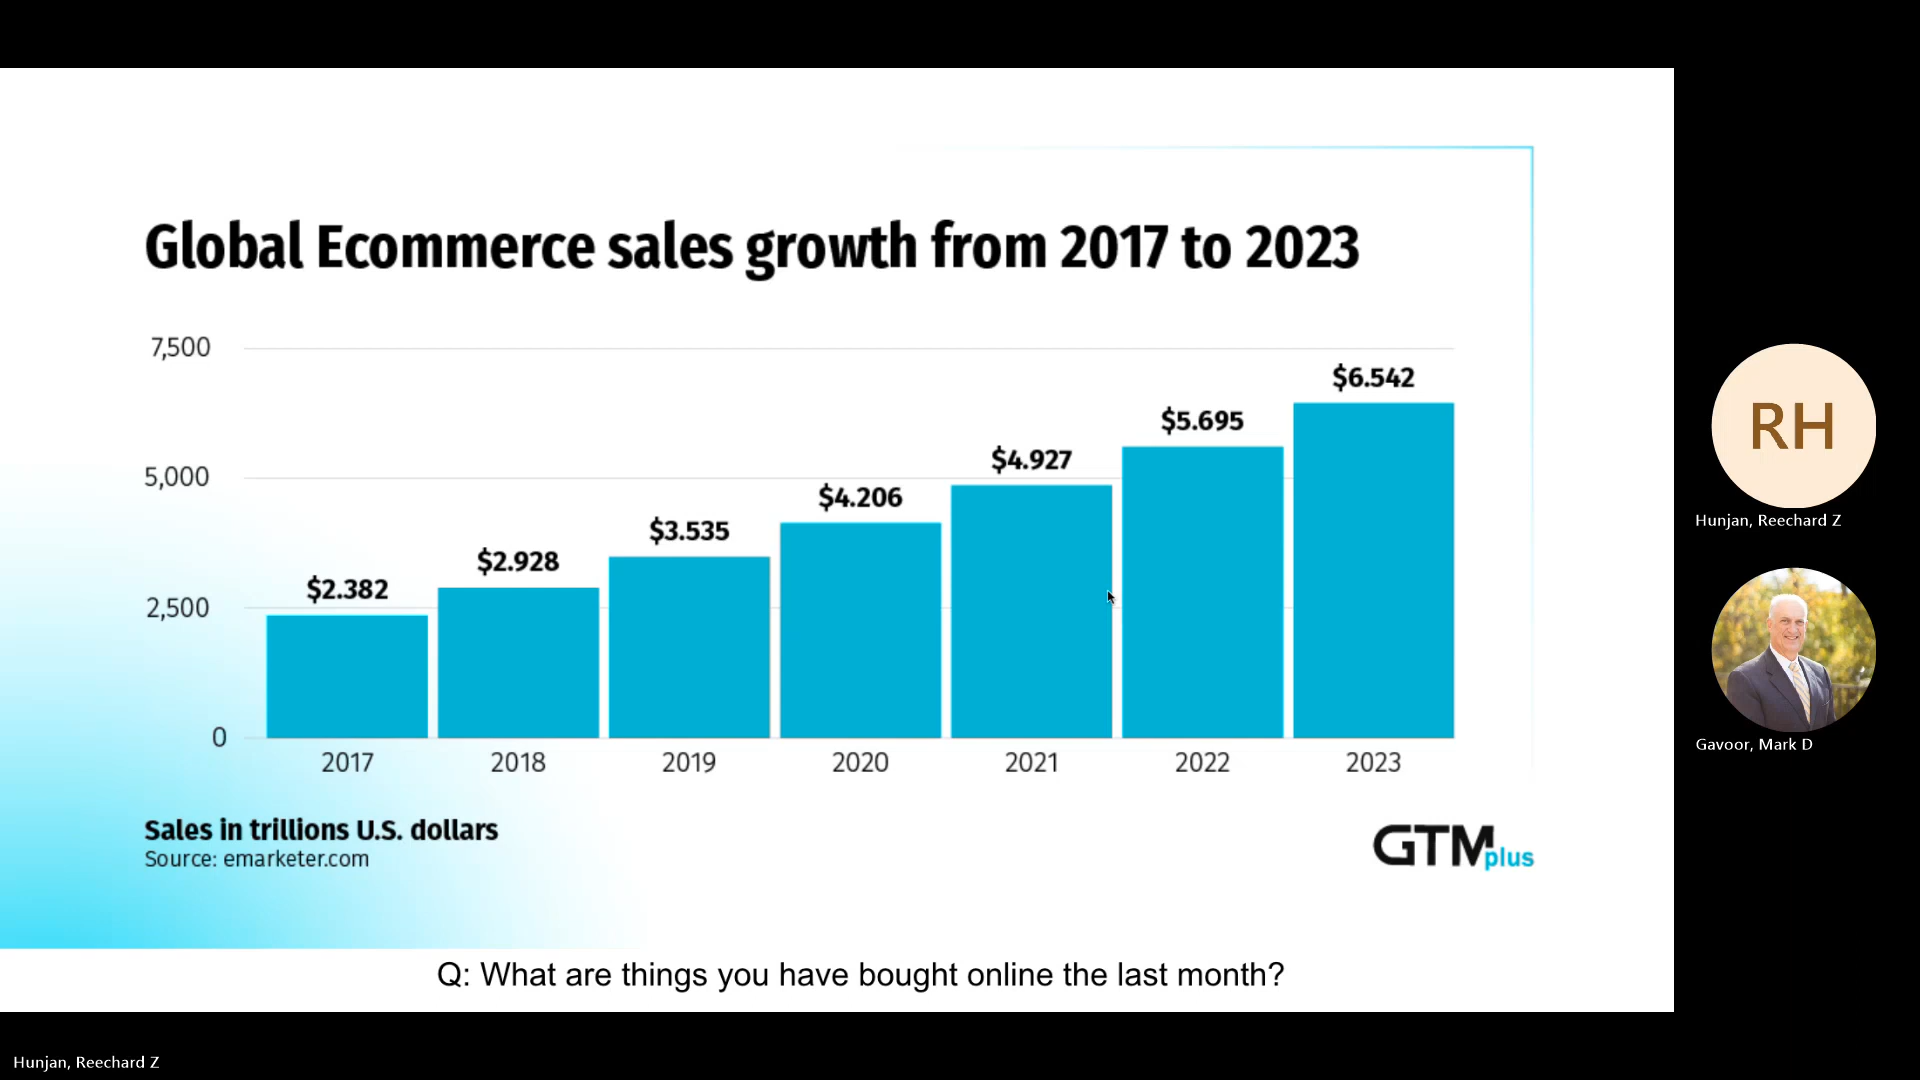 Global Ecommerce sales growth from 2017 to 2023
7,500
5,000
2,500
0
$2.382
$2.928
$3.535
$4.206
$4.927
$5.695
$6.542
2017
2018
2019
2020
2021
2022
2023
Sales in trillions U.S. dollars
Source: emarketer.com
GTMplus
Q: What are things you have bought online the last month?
RH
Hunjan, Reechard Z
Gavoor, Mark D
Hunjan, Reechard Z